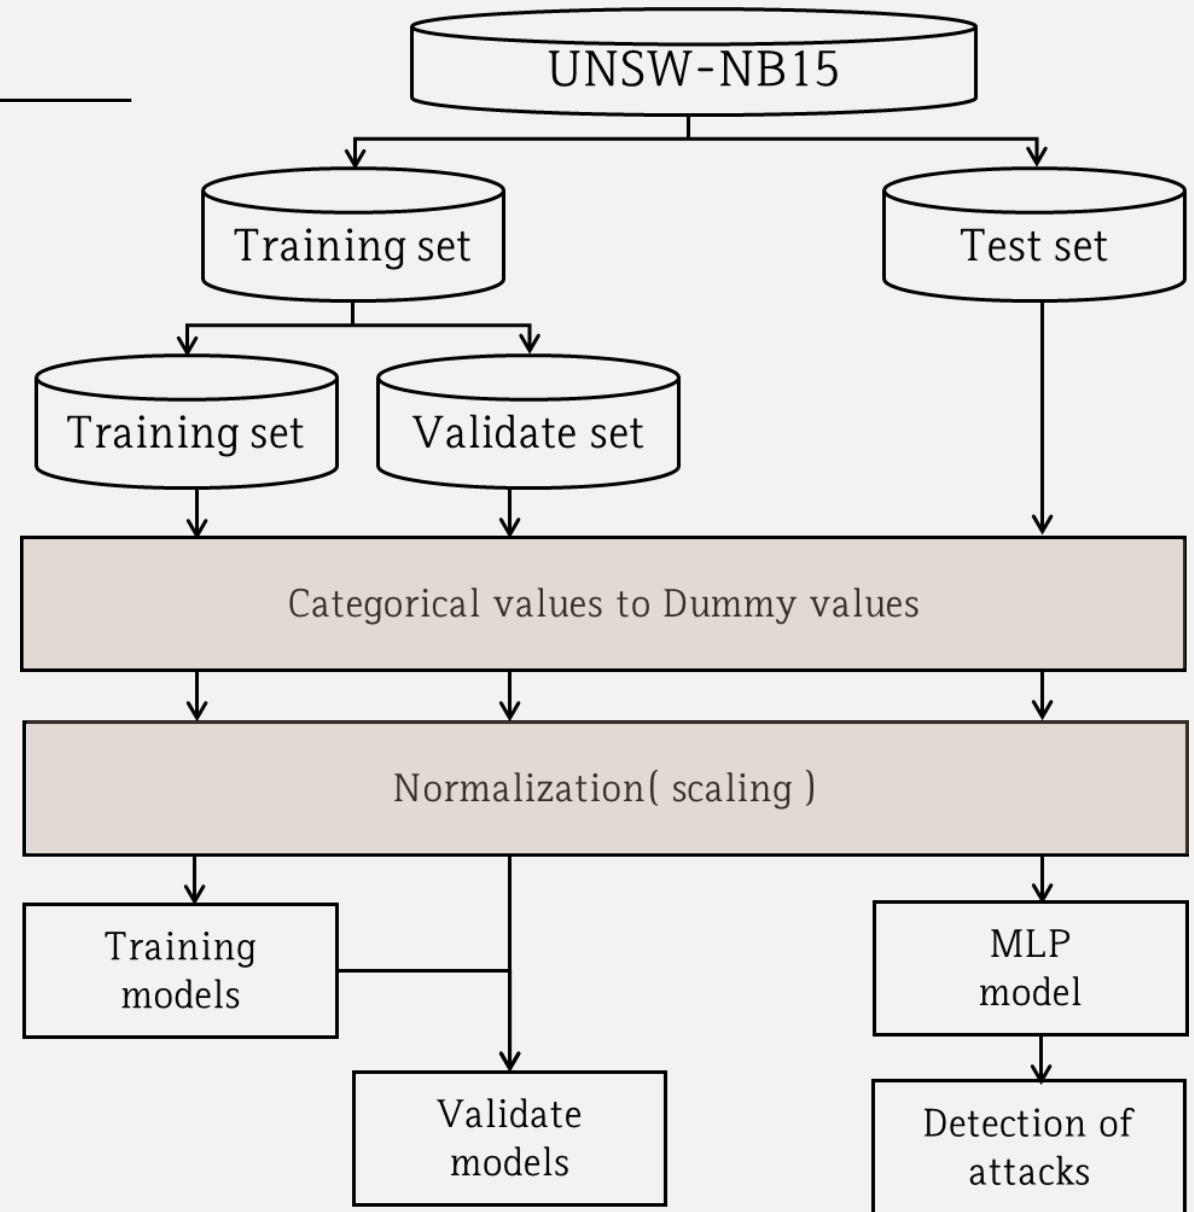 UNSW-NB15
Training set
Test set
Training set
Validate set
Categorical values to Dummy values
Normalization( scaling )
Training
models
MLP
model
Validate
models
Detection of
attacks